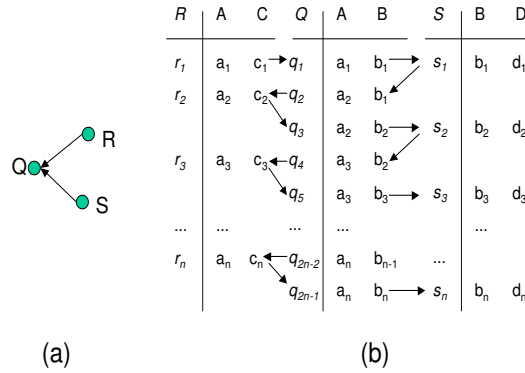 R A C Q A B S B D
r1 a1 c1 q1 a1 b1 s1 b1 d1
r2 a2 c2 q2 a2 b1
q3 a2 b2 s2 b2 d2
r3 a3 c3 q4 a3 b2
q5 a3 b3 s3 b3 d3
... ... ... ... ... ...
rn an cn q2n-2 an bn-1 ...
q2n-1 an bn sn bn dn
R
Q
S
(a) (b)